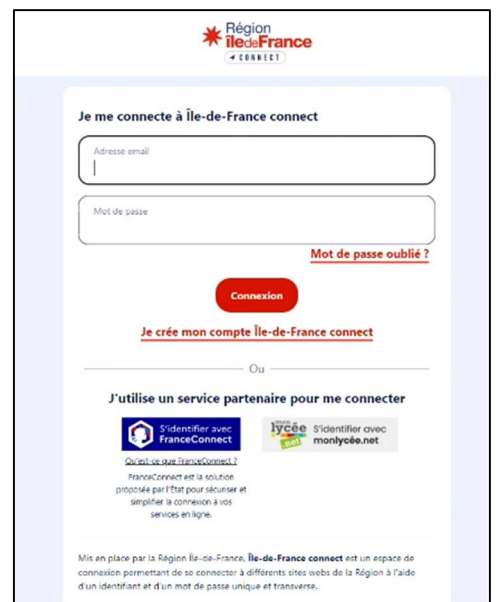 Région
îledeFrance
CONNECT
Je me connecte à Île-de-France connect
Adresse email
Mot de passe
Mot de passe oublié ?
Connexion
Je crée mon compte Île-de-France connect
Ou
J'utilise un service partenaire pour me connecter
S'identifier avec
FranceConnect
mon
lycée
.net
S'identifier avec
monlycée.net
Qu'est-ce que FranceConnect ?
FranceConnect est la solution
proposée par l'État pour sécuriser et
simplifier la connexion à vos
services en ligne.
Mis en place par la Région Île-de-France, Île-de-France connect est un espace de
connexion permettant de se connecter à différents sites webs de la Région à l'aide
d'un identifiant et d'un mot de passe unique et transverse.